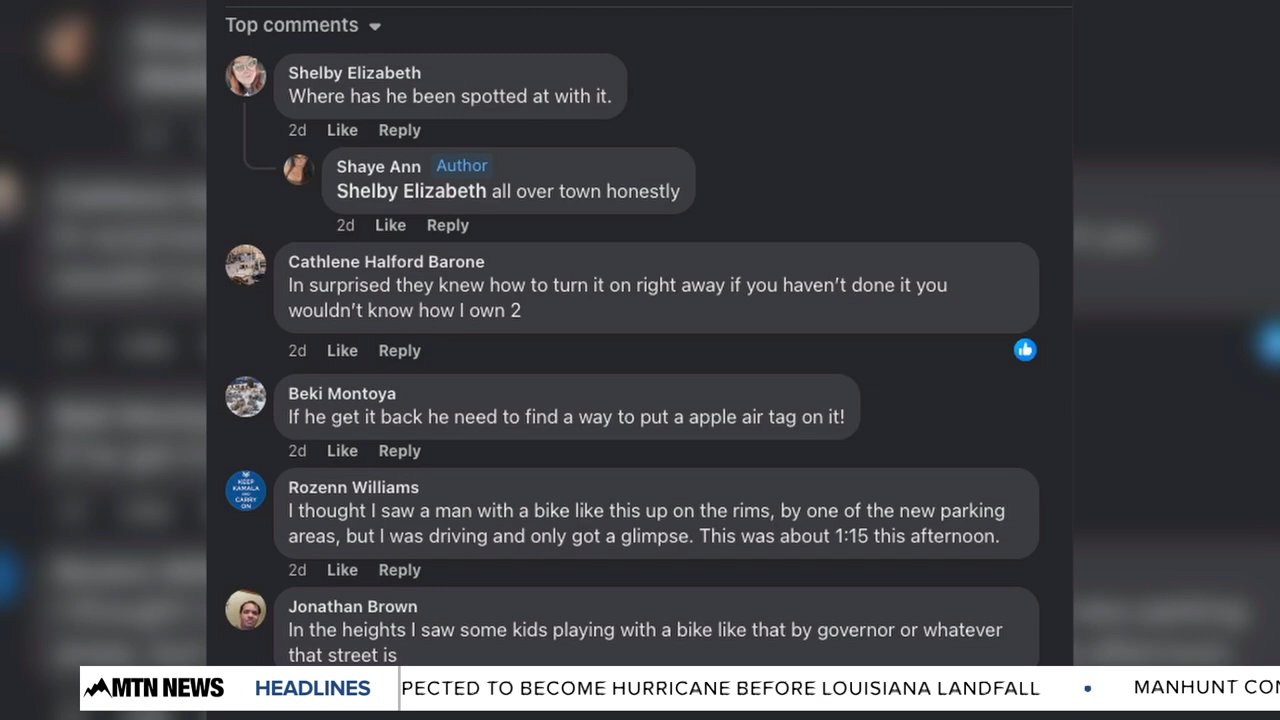 Top comments
Shelby Elizabeth
Where has he been spotted at with it.
2d Like Reply
Shaye Ann Author
Shelby Elizabeth all over town honestly
2d Like Reply
Cathlene Halford Barone
In surprised they knew how to turn it on right away if you haven't done it you
wouldn't know how I own 2
2d Like Reply
Beki Montoya
If he get it back he need to find a way to put a apple air tag on it!
2d Like Reply
KEEP
KAMALA
AND
CARRY
ON
Rozenn Williams
I thought I saw a man with a bike like this up on the rims, by one of the new parking
areas, but I was driving and only got a glimpse. This was about 1:15 this afternoon.
2d Like Reply
Jonathan Brown
In the heights I saw some kids playing with a bike like that by governor or whatever
that street is
MTN NEWS HEADLINES PECTED TO BECOME HURRICANE BEFORE LOUISIANA LANDFALL • MANHUNT CON